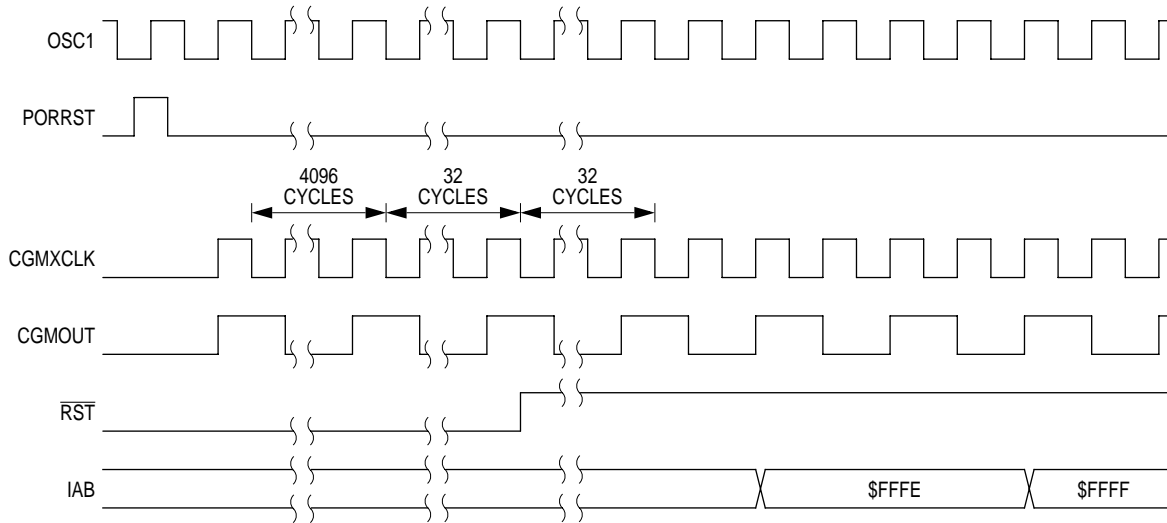 OSC1
PORRST
4096
CYCLES
32
CYCLES
32
CYCLES
CGMXCLK
CGMOUT
RST
IAB
$FFFE
$FFFF